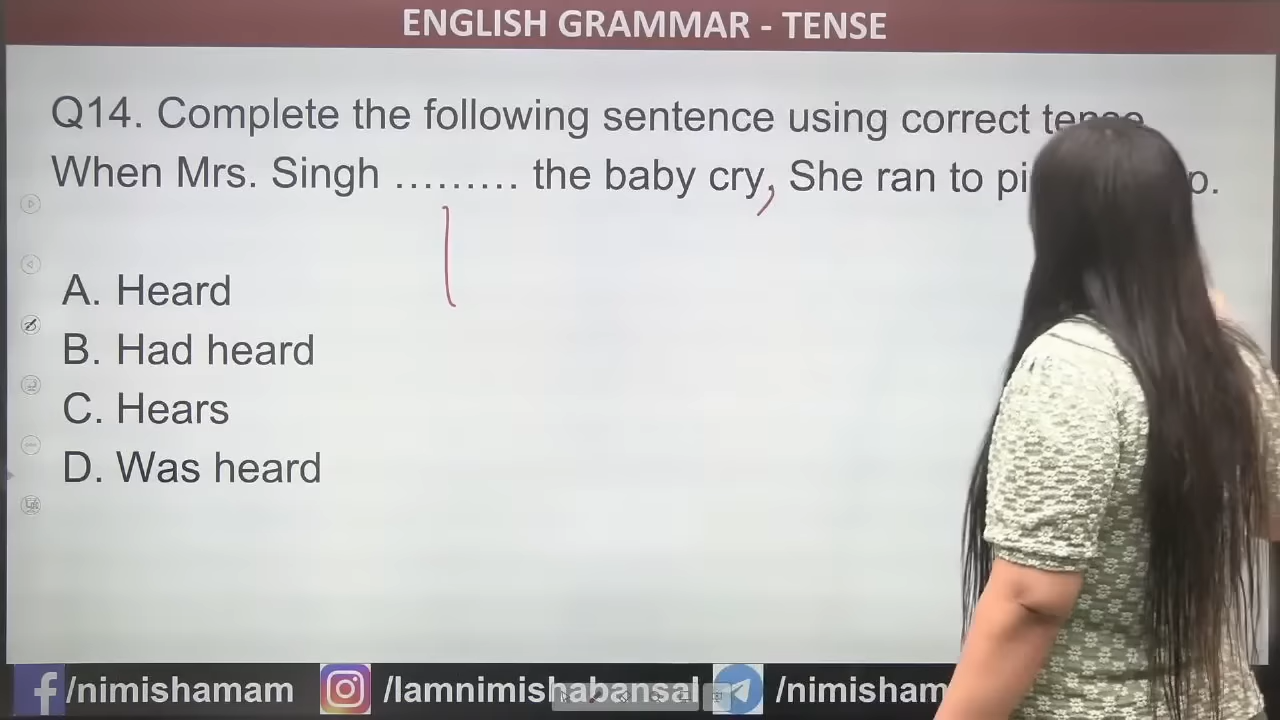 ENGLISH GRAMMAR - TENSE
Q14. Complete the following sentence using correct tense
When Mrs. Singh ......... the baby cry, She ran to
A. Heard
B. Had heard
C. Hears
D. Was heard
/nimishamam /Iamnimishabansal /nimisham